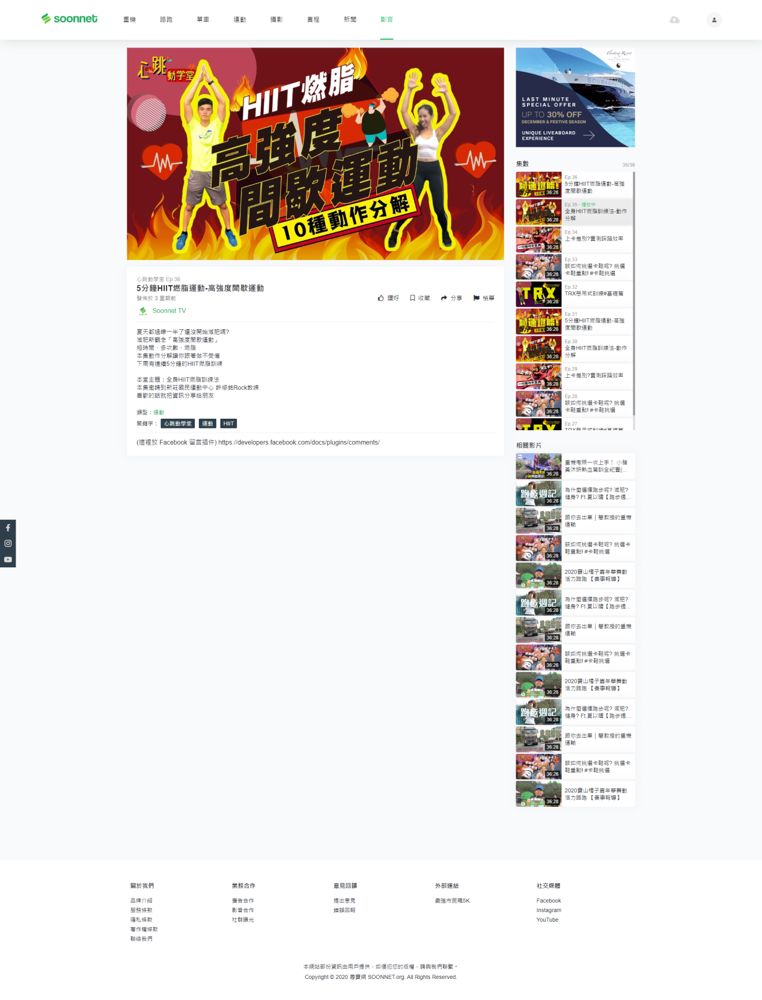 soonnet
重機
路跑
單車
運動
攝影
賽程
新聞
影音
心跳
動学堂
HIIT燃脂
高強度
間歇運動
10種動作分解
Floating Resort
SCUBASPA
LAST MINUTE
SPECIAL OFFER
UP TO 30% OFF
DECEMBER & FESTIVE SEASON
UNIQUE LIVEABOARD
EXPERIENCE
心跳動學堂 Ep.36
5分鐘HIIT燃脂運動-高強度間歇運動
發佈於 3 星期前
讚好
收藏
分享
檢舉
Soonnet TV
夏天都過瞭一半了還沒開始減肥嗎?
減肥新觀念「高強度間歇運動」
短時間、多次數、燃脂
本集動作分解讓你跟著做不受傷
下周有連續5分鐘的HIIT燃脂訓練
本堂主題：全身HIIT燃脂訓練法
本集邀請到新莊國民運動中心 許修銘Rock教練
喜歡的話就把資訊分享給朋友
類型：運動
關鍵字：
心跳動學堂
運動
HIIT
(這裡放 Facebook 留言插件) https://developers.facebook.com/docs/plugins/comments/
集數
35/36
36:28
Ep.36
5分鐘HIIT燃脂運動-高強
度間歇運動
36:28
Ep.35 - 播放中
全身HIIT燃脂訓練法-動作
分解
36:28
Ep.34
上卡差別?實測踩踏效率
36:28
Ep.33
該如何挑選卡鞋呢? 挑選
卡鞋重點! #卡鞋挑選
TRX
36:28
Ep.32
TRX懸吊式訓練#基礎篇
36:28
Ep.31
5分鐘HIIT燃脂運動-高強
度間歇運動
36:28
Ep.30
全身HIIT燃脂訓練法-動作
分解
36:28
Ep.29
上卡差別?實測踩踏效率
36:28
Ep.28
該如何挑選卡鞋呢? 挑選
卡鞋重點! #卡鞋挑選
TRX
Ep.27
TRX懸吊式訓練#基礎篇
相關影片
36:28
重機考照一次上手！ 小豬
黃沐妍熱血駕訓全紀實(...
跑步週記
36:28
為什麼選擇跑步呢? 減肥?
健身? Ft.夏以晴【跑步週...
36:28
跟你去出車 | 簡教授的重機
運輸
36:28
該如何挑選卡鞋呢? 挑選卡
鞋重點! #卡鞋挑選
36:28
2020寶山橘子嘉年華舞動
活力路跑 【賽事報導】
跑步週記
36:28
為什麼選擇跑步呢? 減肥?
健身? Ft.夏以晴【跑步週...
36:28
跟你去出車 | 簡教授的重機
運輸
36:28
該如何挑選卡鞋呢? 挑選卡
鞋重點! #卡鞋挑選
36:28
2020寶山橘子嘉年華舞動
活力路跑 【賽事報導】
跑步週記
36:28
為什麼選擇跑步呢? 減肥?
健身? Ft.夏以晴【跑步週...
36:28
跟你去出車 | 簡教授的重機
運輸
36:28
該如何挑選卡鞋呢? 挑選卡
鞋重點! #卡鞋挑選
36:28
2020寶山橘子嘉年華舞動
活力路跑 【賽事報導】
關於我們
品牌介紹
服務條款
隱私條款
著作權條款
聯絡我們
業務合作
廣告合作
影音合作
社群曝光
意見回饋
提出意見
錯誤回報
外部連結
最強市民飆5K
社交媒體
Facebook
Instagram
YouTube
本網站部份資訊由用戶提供，如侵犯您的版權，請與我們聯繫。
Copyright © 2020 尋寶網 SOONNET.org. All Rights Reserved.